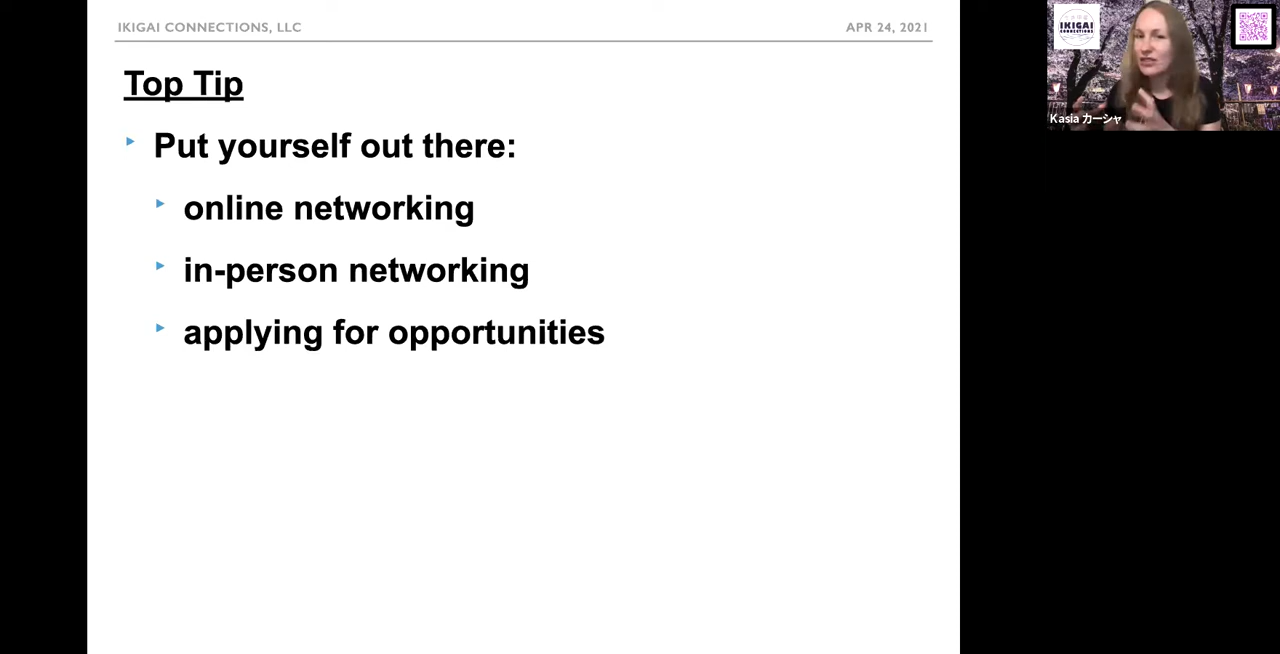 IKIGAI CONNECTIONS, LLC
APR 24, 2021
Top Tip
Put yourself out there:
online networking
in-person networking
applying for opportunities
IKIGAI
CONNECTIONS
Kasia カーシャ